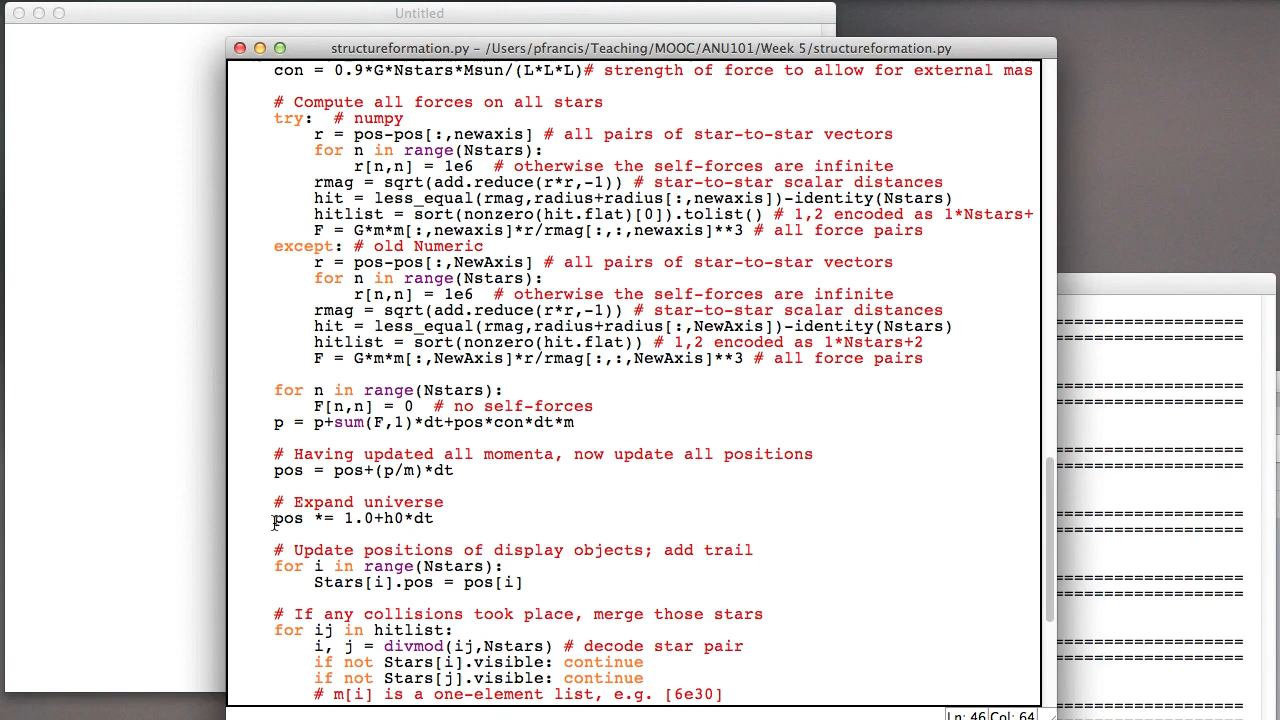 Untitled
structureformation.py - /Users/pfrancis/Teaching/MOOC/ANU101/Week 5/structureformation.py
con = 0.9*G*Nstars*Msun/(L*L*L)# strength of force to allow for external mas
# Compute all forces on all stars
try:  # numpy
r = pos-pos[:,newaxis] # all pairs of star-to-star vectors
for n in range(Nstars):
r[n,n] = 1e6  # otherwise the self-forces are infinite
rmag = sqrt(add.reduce(r*r,-1)) # star-to-star scalar distances
hit = less_equal(rmag,radius+radius[:,newaxis])-identity(Nstars)
hitlist = sort(nonzero(hit.flat)[0]).tolist() # 1,2 encoded as 1*Nstars+
F = G*m*m[:,newaxis]*r/rmag[:,:,newaxis]**3 # all force pairs
except: # old Numeric
r = pos-pos[:,NewAxis] # all pairs of star-to-star vectors
for n in range(Nstars):
r[n,n] = 1e6  # otherwise the self-forces are infinite
rmag = sqrt(add.reduce(r*r,-1)) # star-to-star scalar distances
hit = less_equal(rmag,radius+radius[:,NewAxis])-identity(Nstars)
hitlist = sort(nonzero(hit.flat)) # 1,2 encoded as 1*Nstars+2
F = G*m*m[:,NewAxis]*r/rmag[:,:,NewAxis]**3 # all force pairs
for n in range(Nstars):
F[n,n] = 0  # no self-forces
p = p+sum(F,1)*dt+pos*con*dt*m
# Having updated all momenta, now update all positions
pos = pos+(p/m)*dt
# Expand universe
pos *= 1.0+h0*dt
# Update positions of display objects; add trail
for i in range(Nstars):
Stars[i].pos = pos[i]
# If any collisions took place, merge those stars
for ij in hitlist:
i, j = divmod(ij,Nstars) # decode star pair
if not Stars[i].visible: continue
if not Stars[j].visible: continue
# m[i] is a one-element list, e.g. [6e30]
Ln: 46 Col: 64